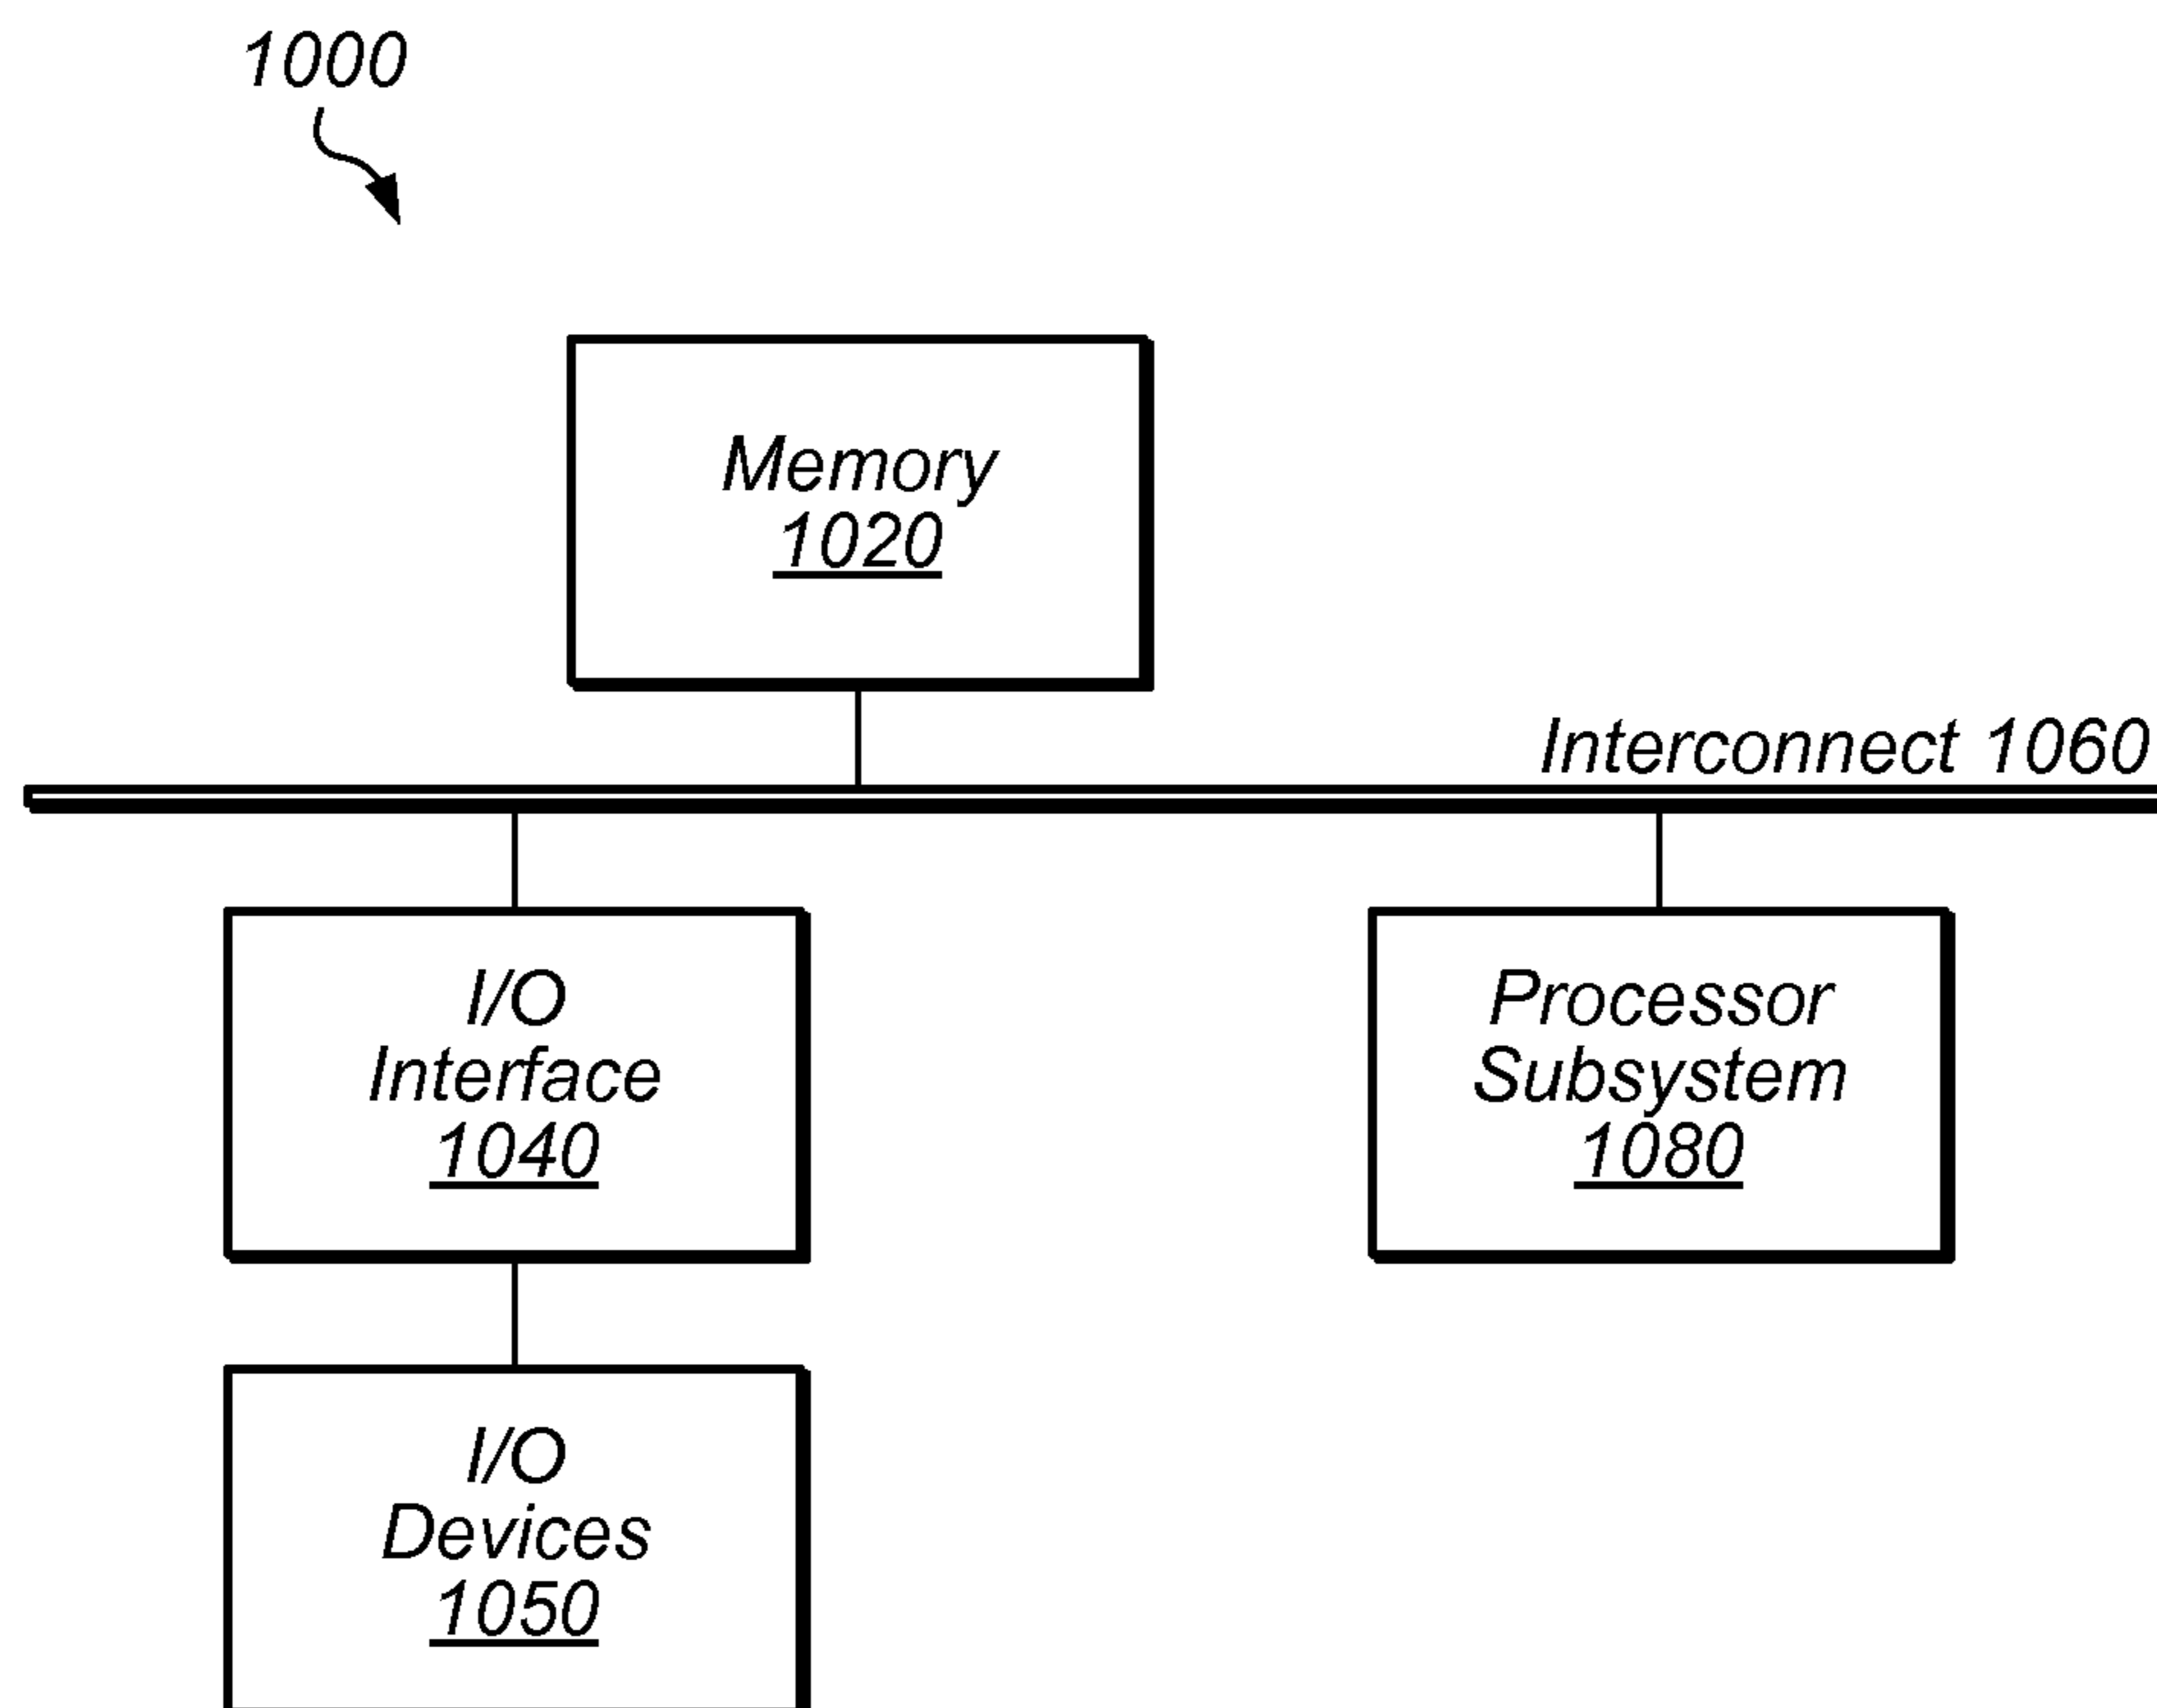 1000
Memory
1020
Interconnect 1060
I/O
Interface
1040
Processor
Subsystem
1080
I/O
Devices
1050